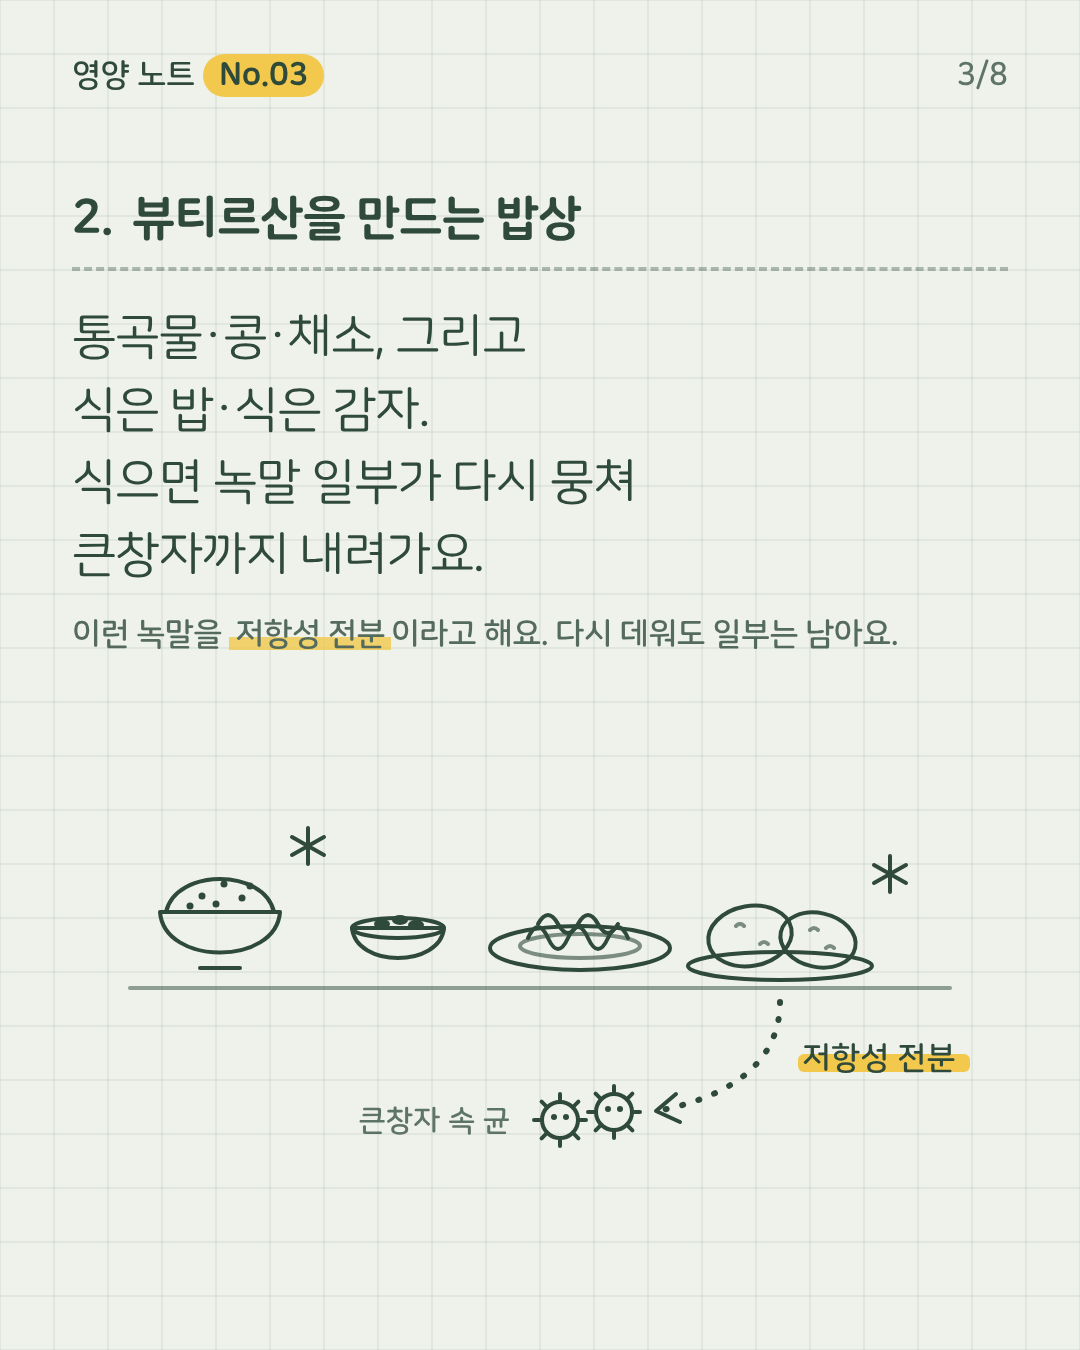 영양 노트 No.03
3/8
2. 뷰티르산을 만드는 밥상
통곡물·콩·채소, 그리고
식은 밥·식은 감자.
식으면 녹말 일부가 다시 뭉쳐
큰창자까지 내려가요.
이런 녹말을 저항성 전분이라고 해요. 다시 데워도 일부는 남아요.
저항성 전분
큰창자 속 균